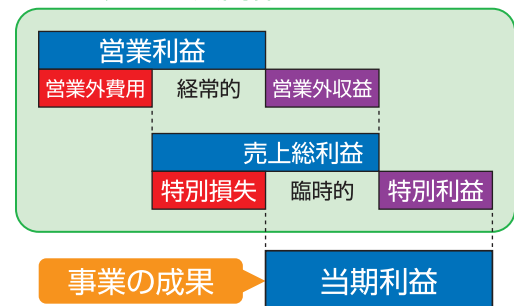 営業利益
営業外費用 経常的 営業外収益
売上総利益
特別損失 臨時的 特別利益
事業の成果 当期利益